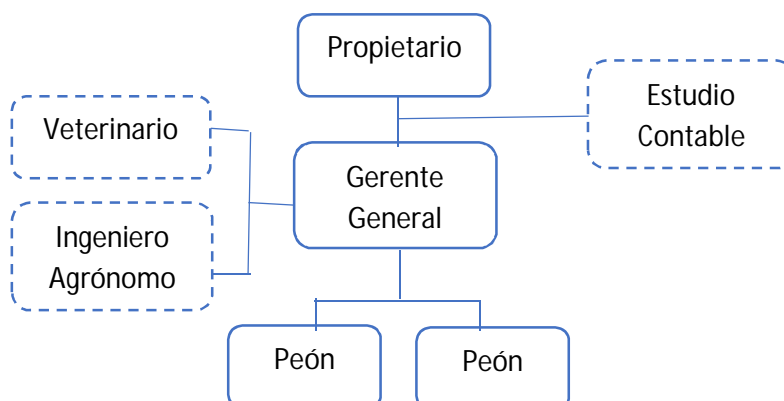 Propietario
Estudio
Contable
Veterinario
Gerente
General
Ingeniero
Agrónomo
Peón
Peón